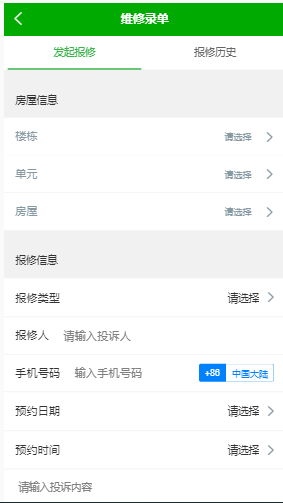 维修录单
发起报修 报修历史
房屋信息
楼栋 请选择
单元 请选择
房屋 请选择
报修信息
报修类型 请选择
报修人 请输入投诉人
手机号码 输入手机号码 +86 中国大陆
预约日期 请选择
预约时间 请选择
请输入投诉内容